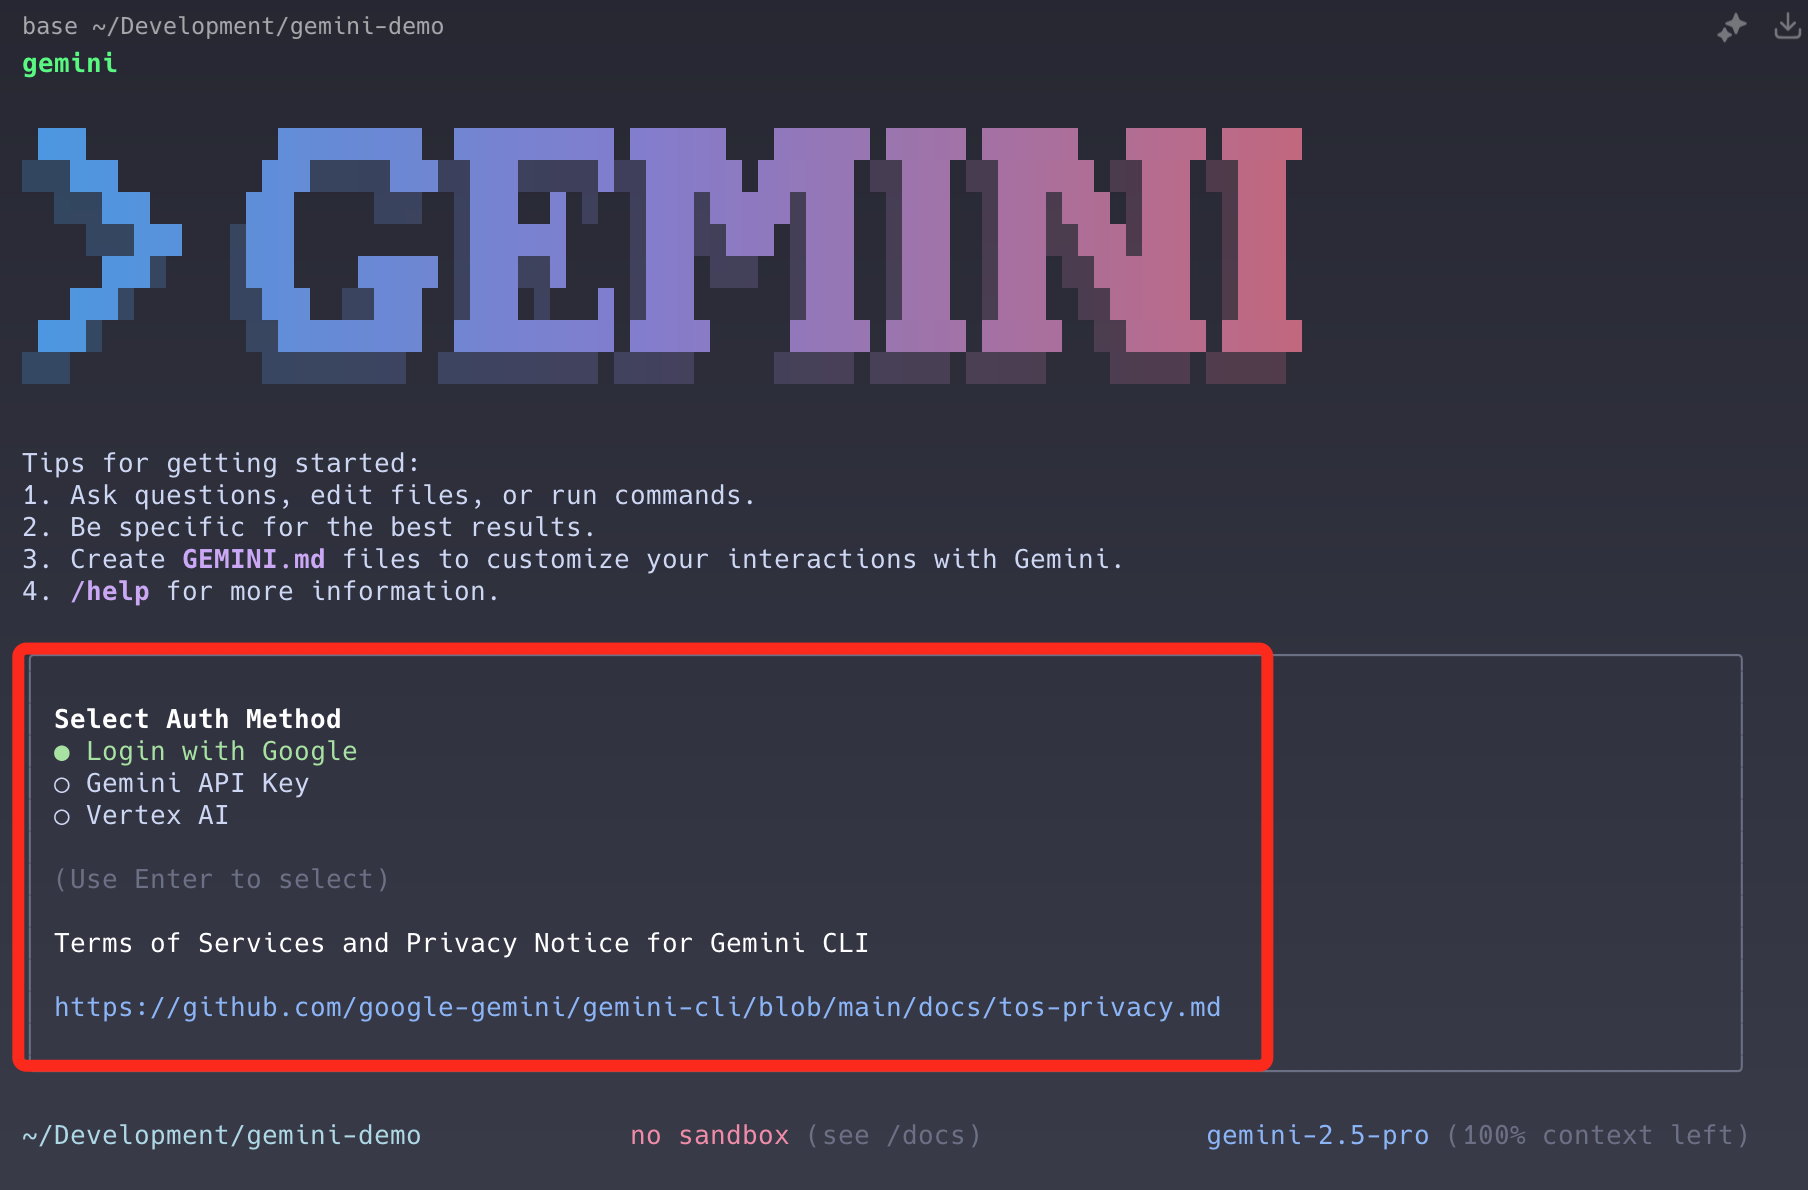 base ~/Development/gemini-demo
gemini
> GEMINI
Tips for getting started:
1. Ask questions, edit files, or run commands.
2. Be specific for the best results.
3. Create GEMINI.md files to customize your interactions with Gemini.
4. /help for more information.
Select Auth Method
● Login with Google
○ Gemini API Key
○ Vertex AI
(Use Enter to select)
Terms of Services and Privacy Notice for Gemini CLI
https://github.com/google-gemini/gemini-cli/blob/main/docs/tos-privacy.md
~/Development/gemini-demo no sandbox (see /docs) gemini-2.5-pro (100% context left)